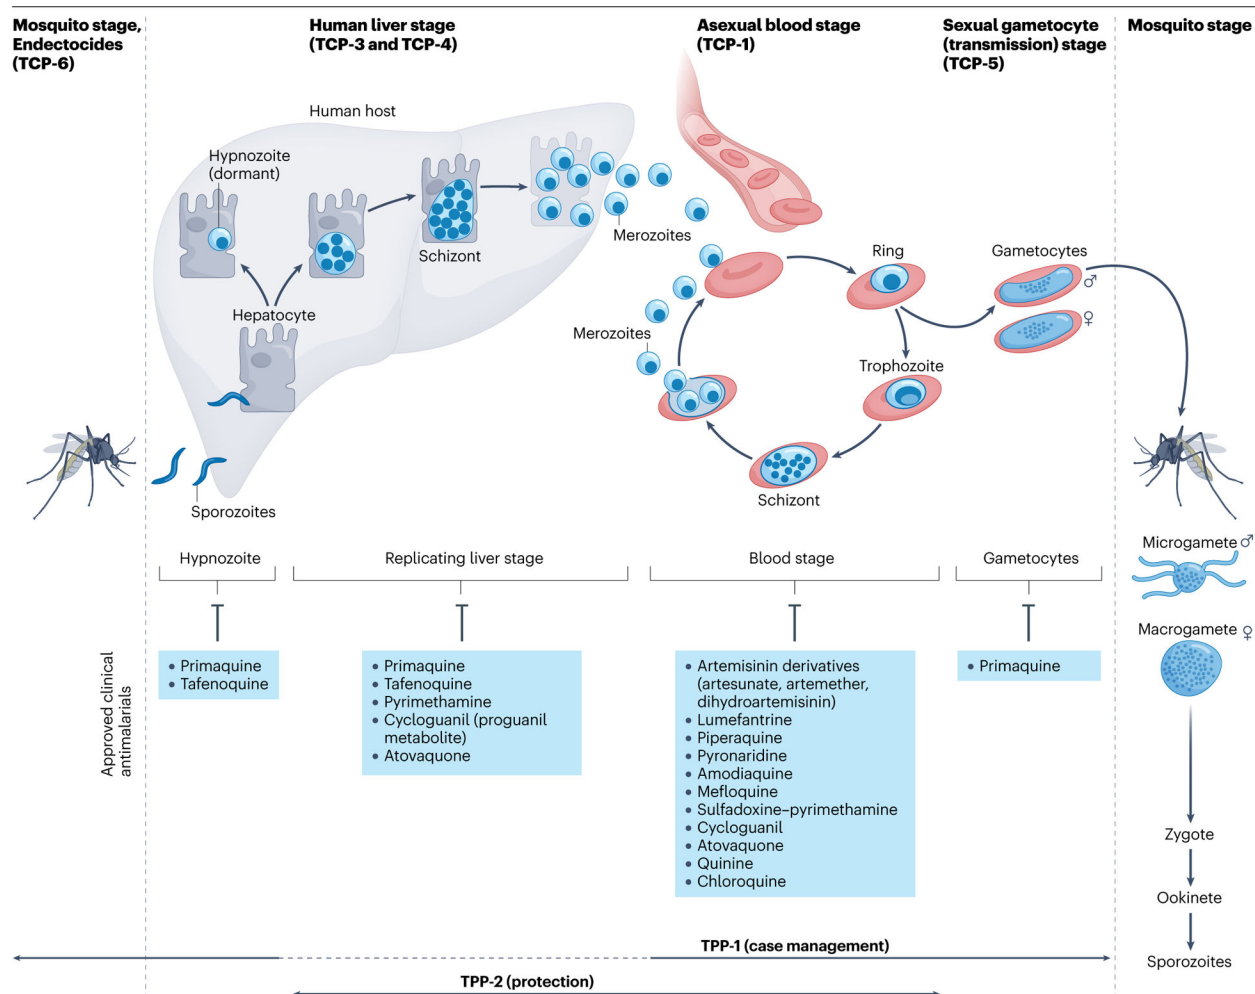 Mosquito stage,
Endectocides
(TCP-6)
Human liver stage
(TCP-3 and TCP-4)
Asexual blood stage
(TCP-1)
Sexual gametocyte
(transmission) stage
(TCP-5)
Mosquito stage
Human host
Hypnozoite
(dormant)
Schizont
Merozoites
Hepatocyte
Sporozoites
Merozoites
Ring
Trophozoite
Schizont
Gametocytes
♂
♀
Microgamete ♂
Macrogamete ♀
Zygote
Ookinete
Sporozoites
Hypnozoite
Replicating liver stage
Blood stage
Gametocytes
Approved clinical
antimalarials
• Primaquine
• Tafenoquine
• Primaquine
• Tafenoquine
• Pyrimethamine
• Cycloguanil (proguanil
metabolite)
• Atovaquone
• Artemisinin derivatives
(artesunate, artemether,
dihydroartemisinin)
• Lumefantrine
• Piperaquine
• Pyronaridine
• Amodiaquine
• Mefloquine
• Sulfadoxine–pyrimethamine
• Cycloguanil
• Atovaquone
• Quinine
• Chloroquine
• Primaquine
TPP-1 (case management)
TPP-2 (protection)